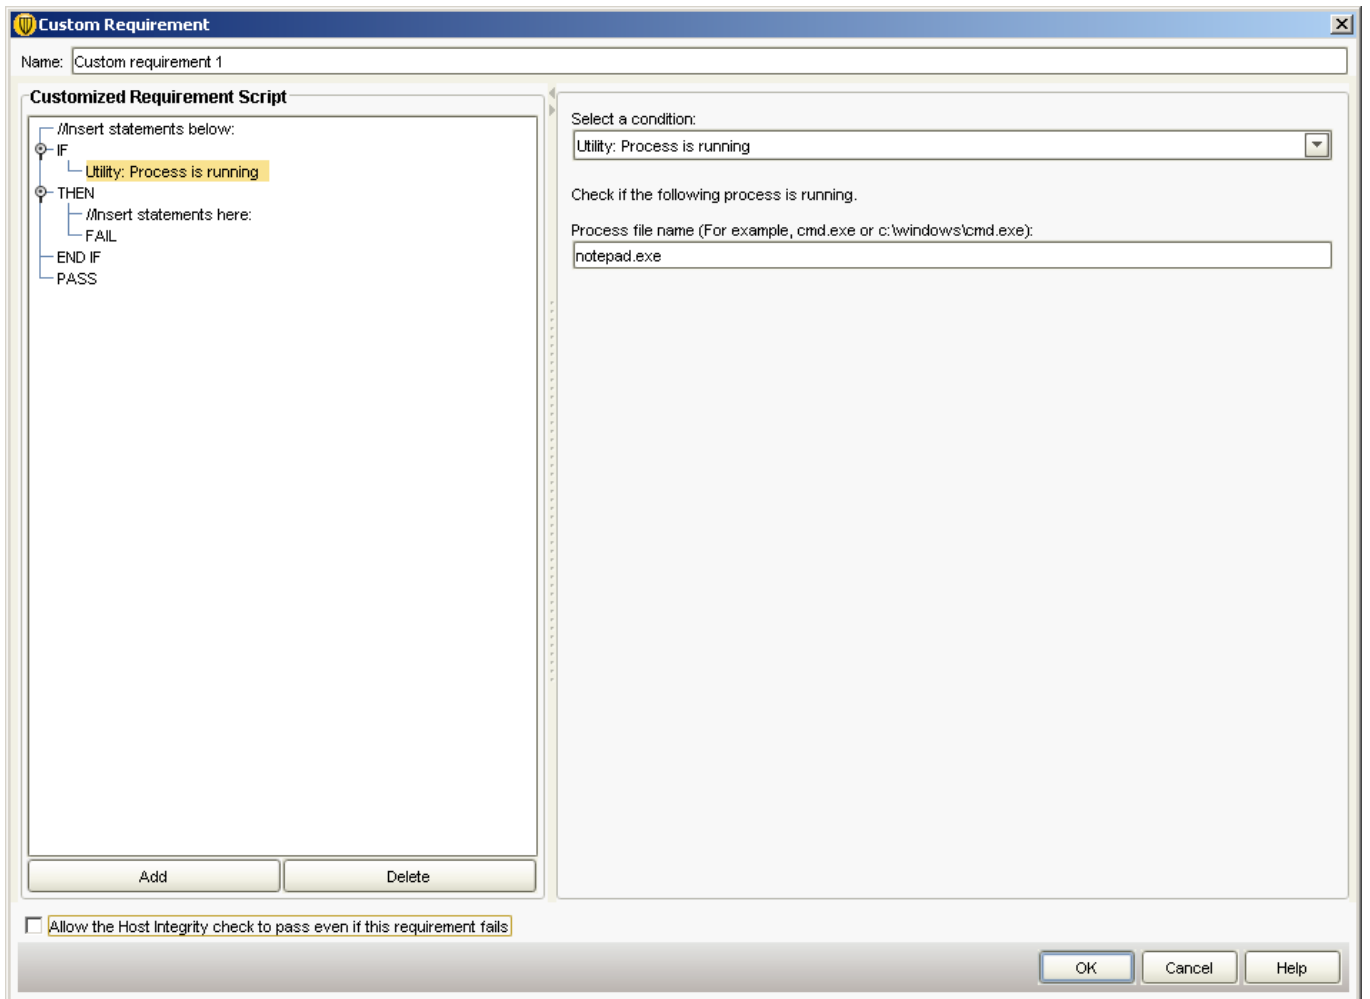 Custom Requirement
Name: Custom requirement 1
Customized Requirement Script
//Insert statements below:
IF
Utility: Process is running
THEN
//Insert statements here:
FAIL
END IF
PASS
Add Delete
Select a condition:
Utility: Process is running
Check if the following process is running.
Process file name (For example, cmd.exe or c:\windows\cmd.exe):
notepad.exe
Allow the Host Integrity check to pass even if this requirement fails
OK Cancel Help